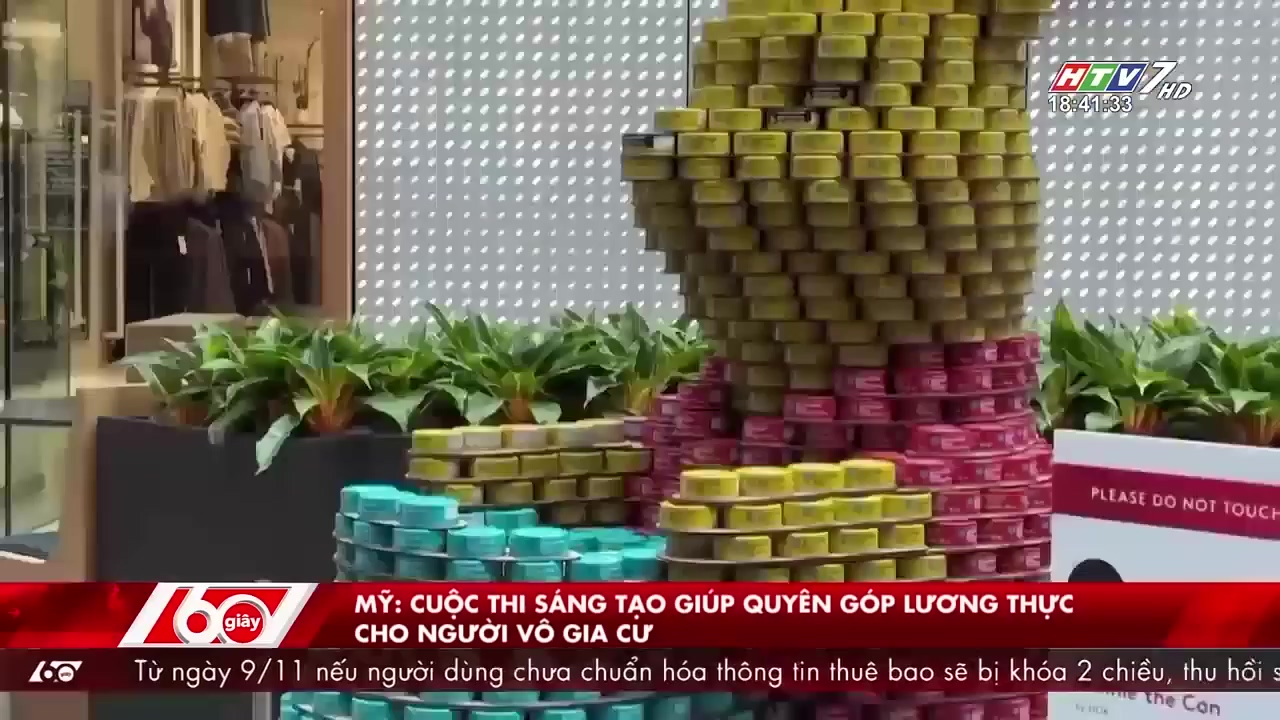 HTV7 HD
18:41:33
PLEASE DO NOT TOUCH
60 giây
MỸ: CUỘC THI SÁNG TẠO GIÚP QUYÊN GÓP LƯƠNG THỰC
CHO NGƯỜI VÔ GIA CƯ
60 giây
Từ ngày 9/11 nếu người dùng chưa chuẩn hóa thông tin thuê bao sẽ bị khóa 2 chiều, thu hồi
the Can